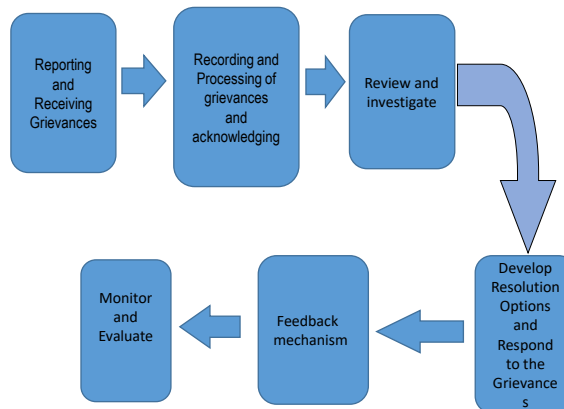 Reporting
and
Receiving
Grievances
Recording and
Processing of
grievances
and
acknowledging
Review and
investigate
Develop
Resolution
Options
and
Respond
to the
Grievance
s
Feedback
mechanism
Monitor
and
Evaluate